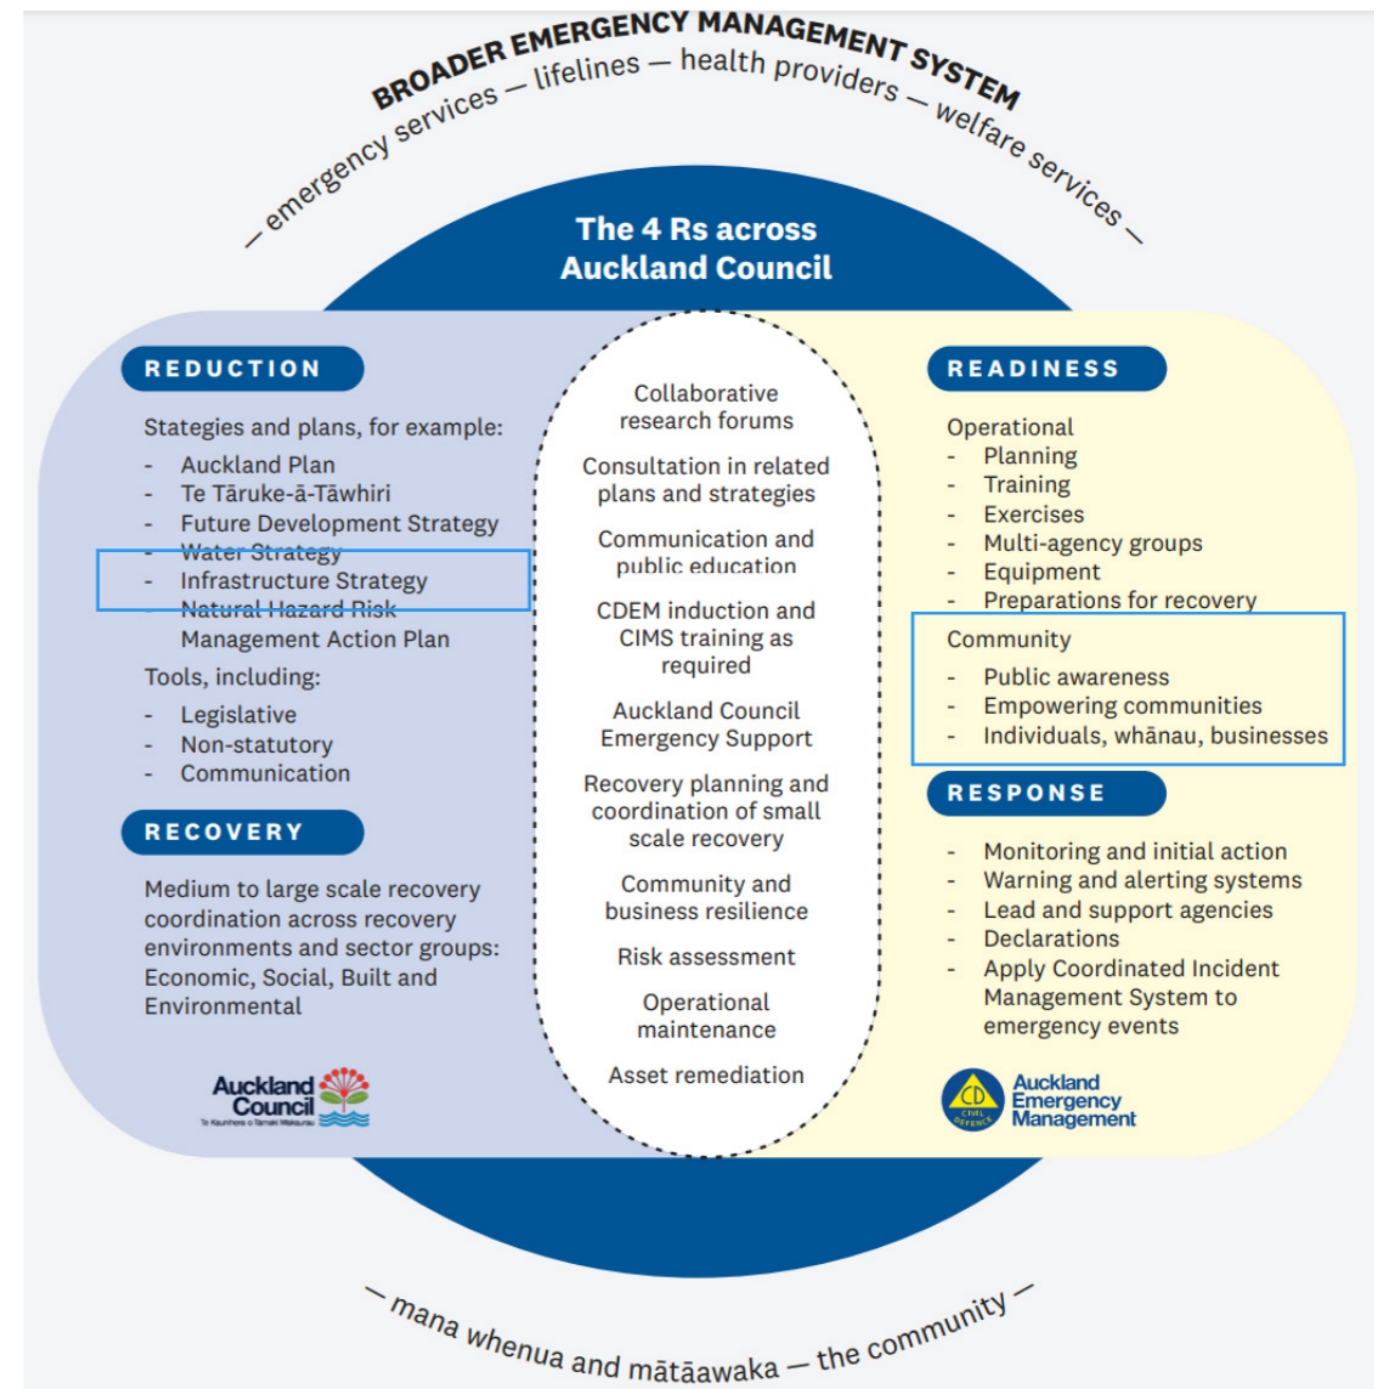 BROADER EMERGENCY MANAGEMENT SYSTEM
— emergency services — lifelines — health providers — welfare services —
The 4 Rs across
Auckland Council
REDUCTION
Stategies and plans, for example:
- Auckland Plan
- Te Tāruke-ā-Tāwhiri
- Future Development Strategy
- Water Strategy
- Infrastructure Strategy
- Natural Hazard Risk
Management Action Plan
Tools, including:
- Legislative
- Non-statutory
- Communication
RECOVERY
Medium to large scale recovery
coordination across recovery
environments and sector groups:
Economic, Social, Built and
Environmental
Auckland
Council
Te Kaunihera o Tāmaki Makaurau
Collaborative
research forums
Consultation in related
plans and strategies
Communication and
public education
CDEM induction and
CIMS training as
required
Auckland Council
Emergency Support
Recovery planning and
coordination of small
scale recovery
Community and
business resilience
Risk assessment
Operational
maintenance
Asset remediation
READINESS
Operational
- Planning
- Training
- Exercises
- Multi-agency groups
- Equipment
- Preparations for recovery
Community
- Public awareness
- Empowering communities
- Individuals, whānau, businesses
RESPONSE
- Monitoring and initial action
- Warning and alerting systems
- Lead and support agencies
- Declarations
- Apply Coordinated Incident
Management System to
emergency events
CD
CIVIL
DEFENCE
Auckland
Emergency
Management
— mana whenua and mātāawaka — the community —